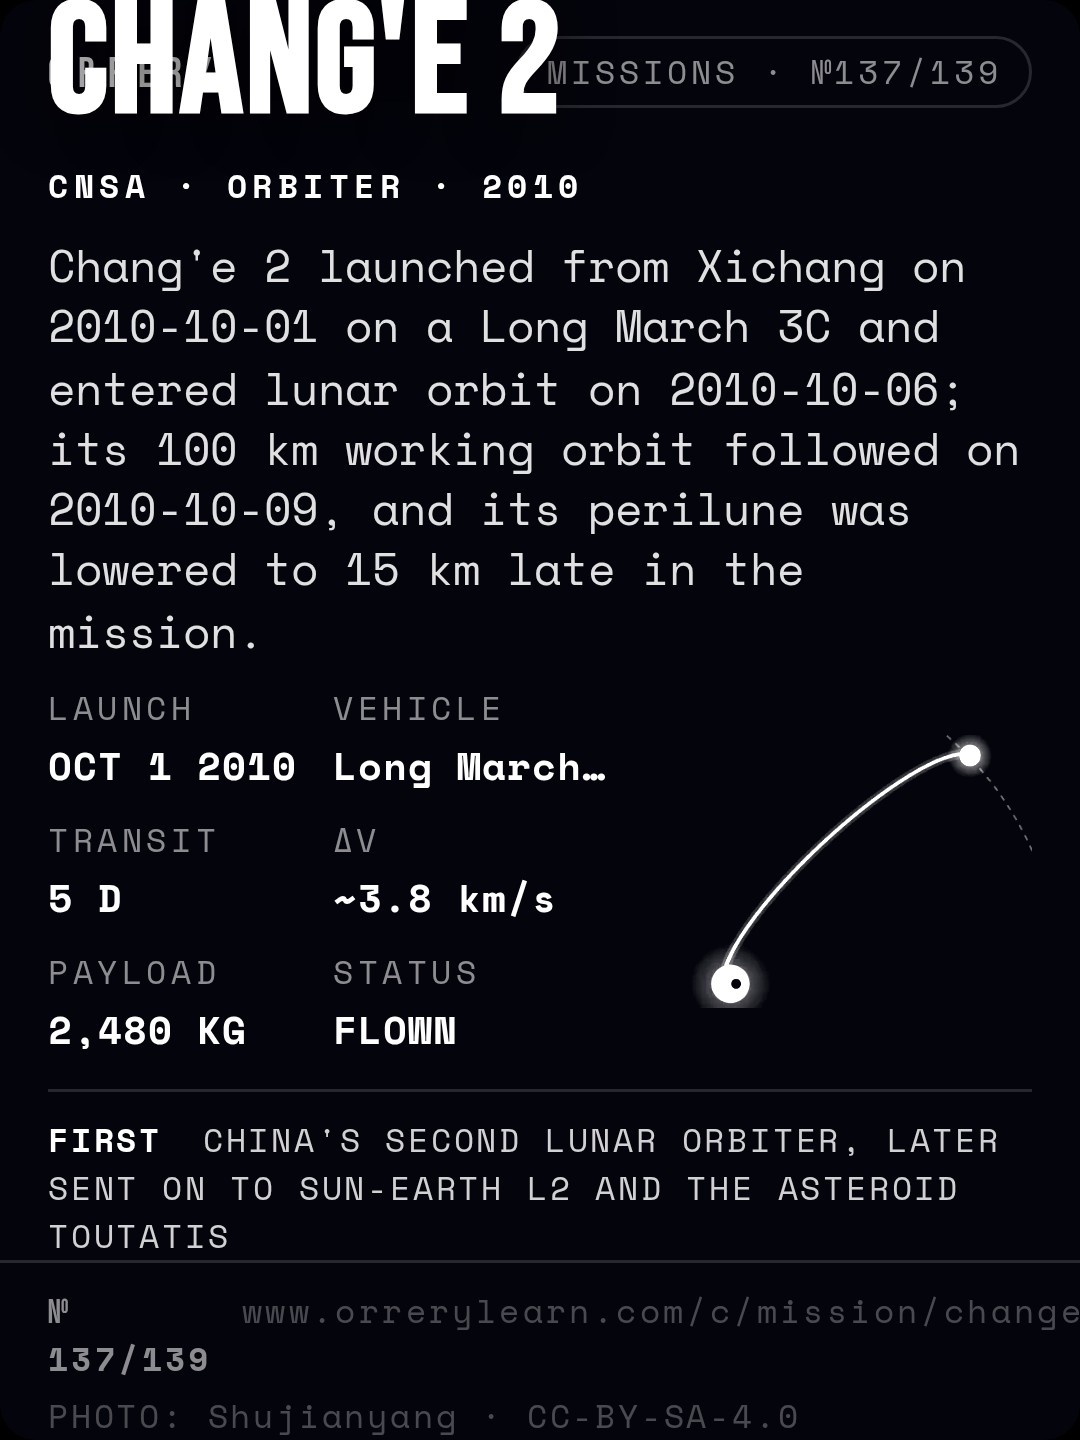 CHANG'E 2
MISSIONS · №137/139
CNSA · ORBITER · 2010
Chang'e 2 launched from Xichang on
2010-10-01 on a Long March 3C and
entered lunar orbit on 2010-10-06;
its 100 km working orbit followed on
2010-10-09, and its perilune was
lowered to 15 km late in the
mission.
LAUNCH VEHICLE
OCT 1 2010 Long March…
TRANSIT ΔV
5 D ~3.8 km/s
PAYLOAD STATUS
2,480 KG FLOWN
FIRST CHINA'S SECOND LUNAR ORBITER, LATER
SENT ON TO SUN-EARTH L2 AND THE ASTEROID
TOUTATIS
№ www.orrerylearn.com/c/mission/change
137/139
PHOTO: Shujianyang · CC-BY-SA-4.0